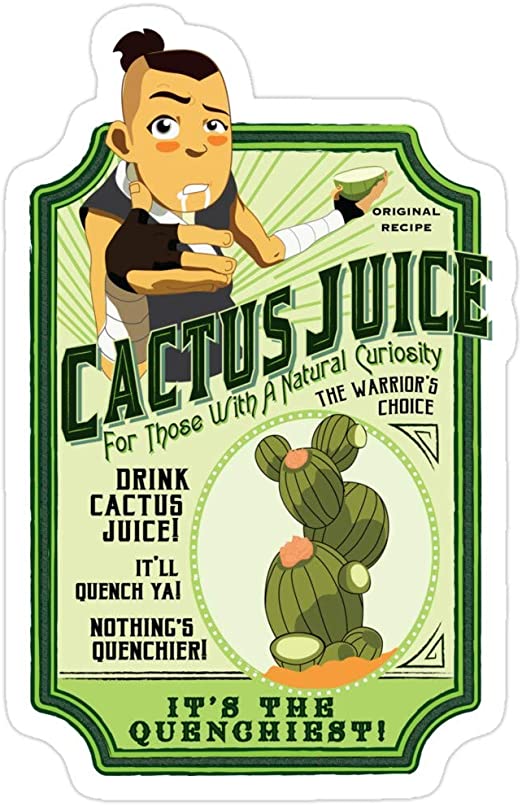 ORIGINAL
RECIPE
CACTUS JUICE
For Those With A Natural Curiosity
THE WARRIOR'S
CHOICE
DRINK
CACTUS
JUICE!
IT'LL
QUENCH YA!
NOTHING'S
QUENCHIER!
IT'S THE
QUENCHIEST!